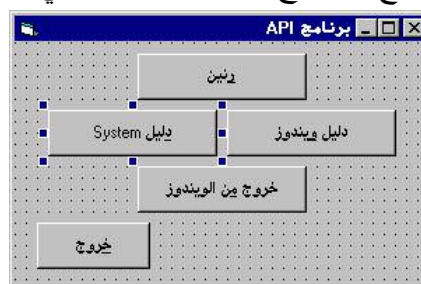 برنامج API
رنين
دليل ويندوز
دليل System
خروج من الويندوز
خروج